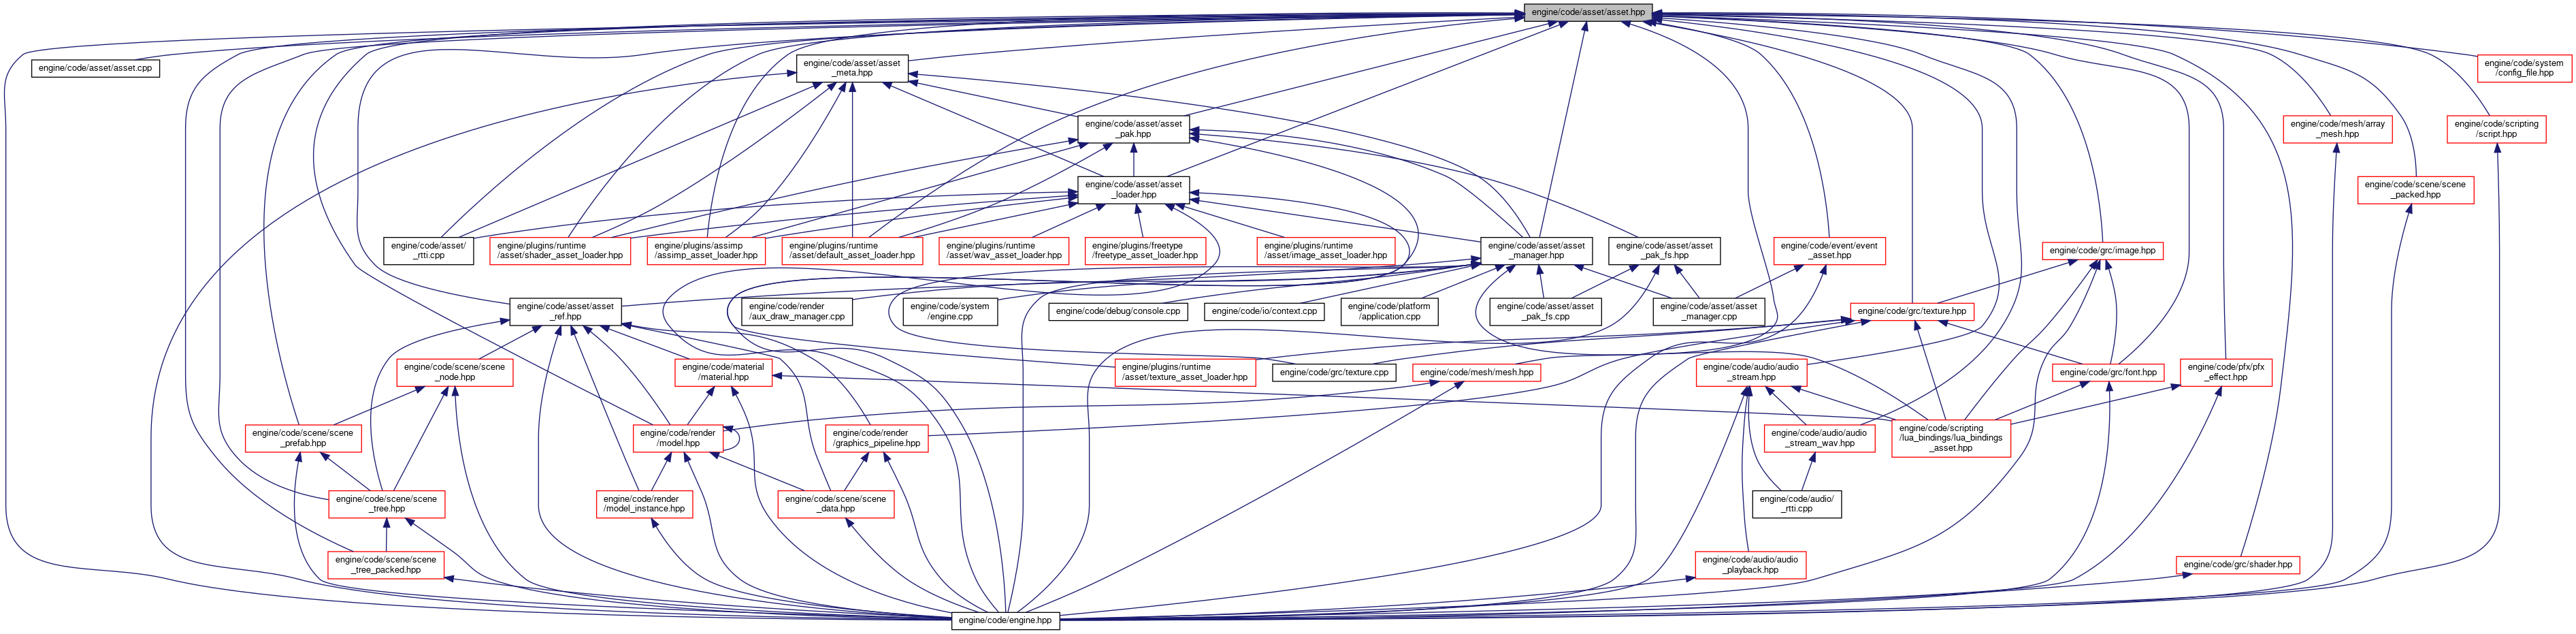 engine/code/asset/asset.hpp
engine/code/asset/asset.cpp
engine/code/asset/asset
_meta.hpp
engine/code/system
/config_file.hpp
engine/code/asset/asset
_pak.hpp
engine/code/mesh/array
_mesh.hpp
engine/code/scripting
/script.hpp
engine/code/asset/asset
_loader.hpp
engine/code/scene/scene
_packed.hpp
engine/code/asset/
_rtti.cpp
engine/plugins/runtime
/asset/shader_asset_loader.hpp
engine/plugins/assimp
/assimp_asset_loader.hpp
engine/plugins/runtime
/asset/default_asset_loader.hpp
engine/plugins/runtime
/asset/wav_asset_loader.hpp
engine/plugins/freetype
/freetype_asset_loader.hpp
engine/plugins/runtime
/asset/image_asset_loader.hpp
engine/code/asset/asset
_manager.hpp
engine/code/asset/asset
_pak_fs.hpp
engine/code/event/event
_asset.hpp
engine/code/grc/image.hpp
engine/code/asset/asset
_ref.hpp
engine/code/render
/aux_draw_manager.cpp
engine/code/system
/engine.cpp
engine/code/debug/console.cpp
engine/code/io/context.cpp
engine/code/platform
/application.cpp
engine/code/asset/asset
_pak_fs.cpp
engine/code/asset/asset
_manager.cpp
engine/code/grc/texture.hpp
engine/code/scene/scene
_node.hpp
engine/code/material
/material.hpp
engine/plugins/runtime
/asset/texture_asset_loader.hpp
engine/code/grc/texture.cpp
engine/code/mesh/mesh.hpp
engine/code/audio/audio
_stream.hpp
engine/code/grc/font.hpp
engine/code/pfx/pfx
_effect.hpp
engine/code/scene/scene
_prefab.hpp
engine/code/render
/model.hpp
engine/code/render
/graphics_pipeline.hpp
engine/code/audio/audio
_stream_wav.hpp
engine/code/scripting
/lua_bindings/lua_bindings
_asset.hpp
engine/code/scene/scene
_tree.hpp
engine/code/render
/model_instance.hpp
engine/code/scene/scene
_data.hpp
engine/code/audio/
_rtti.cpp
engine/code/scene/scene
_tree_packed.hpp
engine/code/audio/audio
_playback.hpp
engine/code/grc/shader.hpp
engine/code/engine.hpp